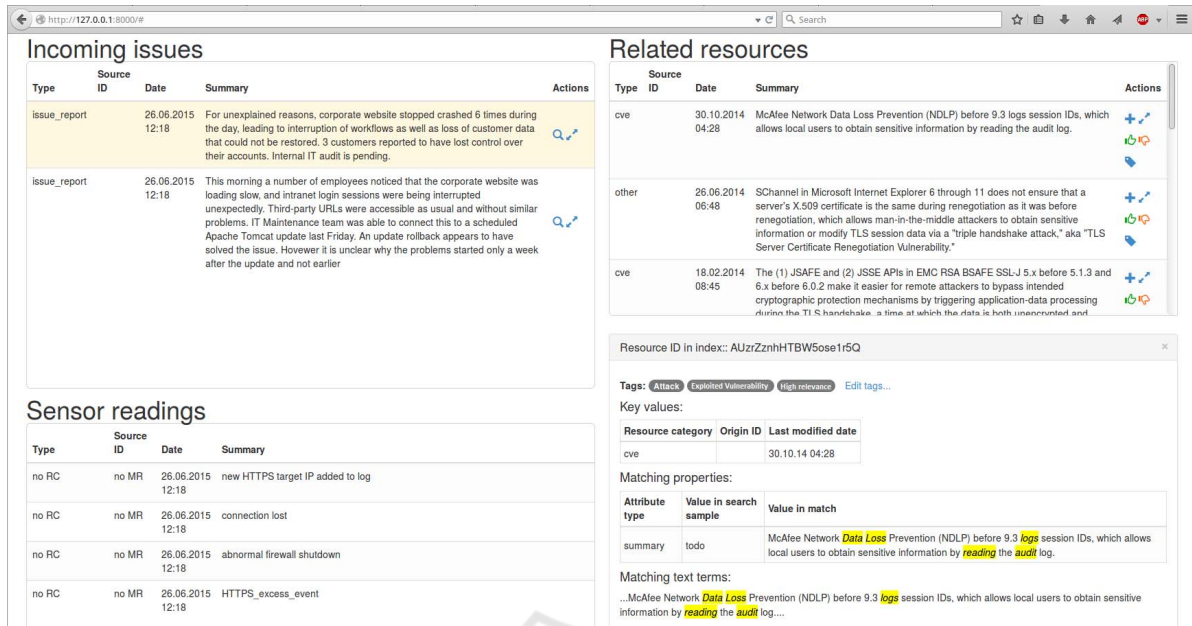 http://127.0.0.1:8000/#
Search
ABP
Incoming issues
Type Source ID Date Summary Actions
issue_report 26.06.2015 12:18 For unexplained reasons, corporate website stopped crashed 6 times during
the day, leading to interruption of workflows as well as loss of customer data
that could not be restored. 3 customers reported to have lost control over
their accounts. Internal IT audit is pending.
issue_report 26.06.2015 12:18 This morning a number of employees noticed that the corporate website was
loading slow, and intranet login sessions were being interrupted
unexpectedly. Third-party URLs were accessible as usual and without similar
problems. IT Maintenance team was able to connect this to a scheduled
Apache Tomcat update last Friday. An update rollback appears to have
solved the issue. Hovewer it is unclear why the problems started only a week
after the update and not earlier
Sensor readings
Type Source ID Date Summary
no RC no MR 26.06.2015 12:18 new HTTPS target IP added to log
no RC no MR 26.06.2015 12:18 connection lost
no RC no MR 26.06.2015 12:18 abnormal firewall shutdown
no RC no MR 26.06.2015 12:18 HTTPS_excess_event
Related resources
Type Source ID Date Summary Actions
cve 30.10.2014 04:28 McAfee Network Data Loss Prevention (NDLP) before 9.3 logs session IDs, which
allows local users to obtain sensitive information by reading the audit log.
other 26.06.2014 06:48 SChannel in Microsoft Internet Explorer 6 through 11 does not ensure that a
server's X.509 certificate is the same during renegotiation as it was before
renegotiation, which allows man-in-the-middle attackers to obtain sensitive
information or modify TLS session data via a "triple handshake attack," aka "TLS
Server Certificate Renegotiation Vulnerability."
cve 18.02.2014 08:45 The (1) JSAFE and (2) JSSE APIs in EMC RSA BSAFE SSL-J 5.x before 5.1.3 and
6.x before 6.0.2 make it easier for remote attackers to bypass intended
cryptographic protection mechanisms by triggering application-data processing
during the TLS handshake, a time at which the data is both unencrypted and
Resource ID in index:: AUzrZznhHTBW5ose1r5Q ×
Tags: Attack Exploited Vulnerability High relevance Edit tags...
Key values:
Resource category Origin ID Last modified date
cve 30.10.14 04:28
Matching properties:
Attribute type Value in search sample Value in match
summary todo McAfee Network Data Loss Prevention (NDLP) before 9.3 logs session IDs, which allows
local users to obtain sensitive information by reading the audit log.
Matching text terms:
...McAfee Network Data Loss Prevention (NDLP) before 9.3 logs session IDs, which allows local users to obtain sensitive
information by reading the audit log....